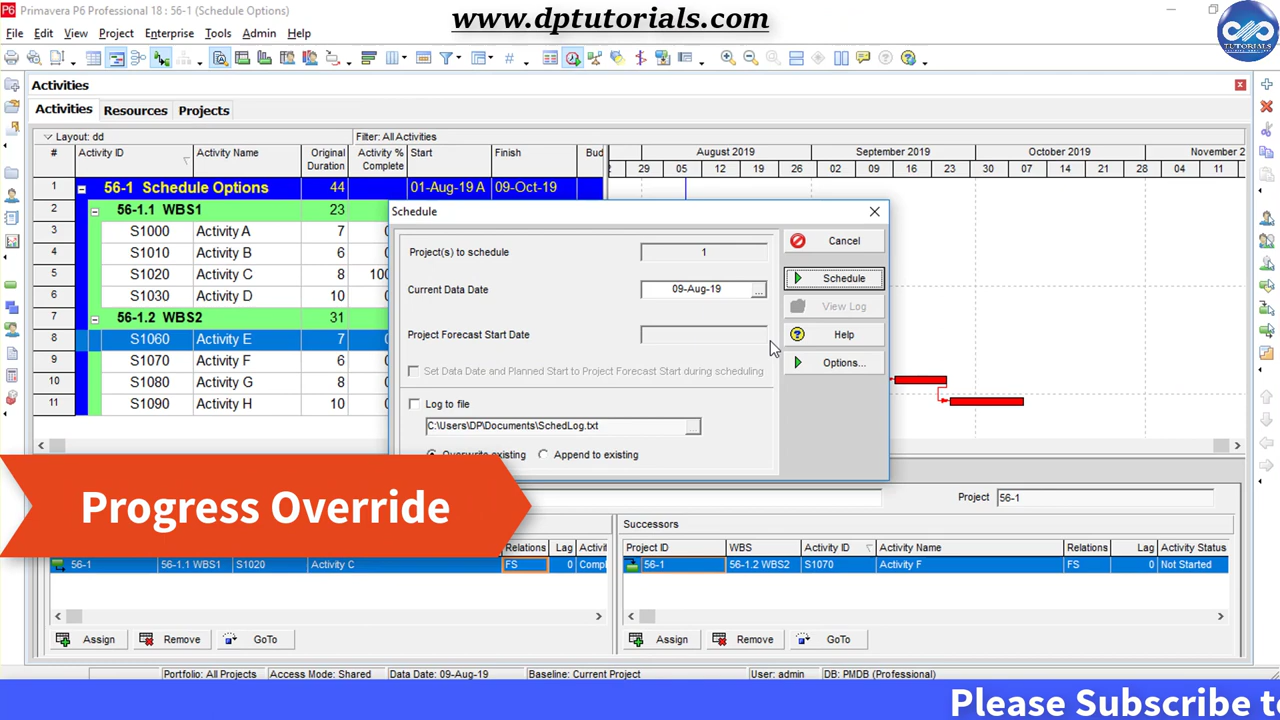 Primavera P6 Professional 18 : 56-1 (Schedule Options)
www.dptutorials.com
TUTORIALS
File Edit View Project Enterprise Tools Admin Help
Activities
Activities Resources Projects
Layout: dd Filter: All Activities
# Activity ID Activity Name Original Duration Activity % Complete Start Finish Bud
August 2019 September 2019 October 2019 November 2
29 05 12 19 26 02 09 16 23 30 07 14 21 28 04 11
1 56-1 Schedule Options 44 01-Aug-19 A 09-Oct-19
2 56-1.1 WBS1 23
3 S1000 Activity A 7 0
4 S1010 Activity B 6 0
5 S1020 Activity C 8 100
6 S1030 Activity D 10
7 56-1.2 WBS2 31
8 S1060 Activity E 7 0
9 S1070 Activity F 6 0
10 S1080 Activity G 8 0
11 S1090 Activity H 10 0
Schedule
Project(s) to schedule 1
Current Data Date 09-Aug-19 ...
Project Forecast Start Date
Set Data Date and Planned Start to Project Forecast Start during scheduling
Log to file
C:\Users\DP\Documents\SchedLog.txt ...
Overwrite existing Append to existing
Cancel
Schedule
View Log
Help
Options...
Progress Override
Project 56-1
Successors
Relations Lag Activi
56-1 56-1.1 WBS1 S1020 Activity C FS 0 Compl
Project ID WBS Activity ID Activity Name Relations Lag Activity Status
56-1 56-1.2 WBS2 S1070 Activity F FS 0 Not Started
Assign Remove GoTo
Assign Remove GoTo
Portfolio: All Projects Access Mode: Shared Data Date: 09-Aug-19 Baseline: Current Project User: admin DB: PMDB (Professional)
Please Subscribe to